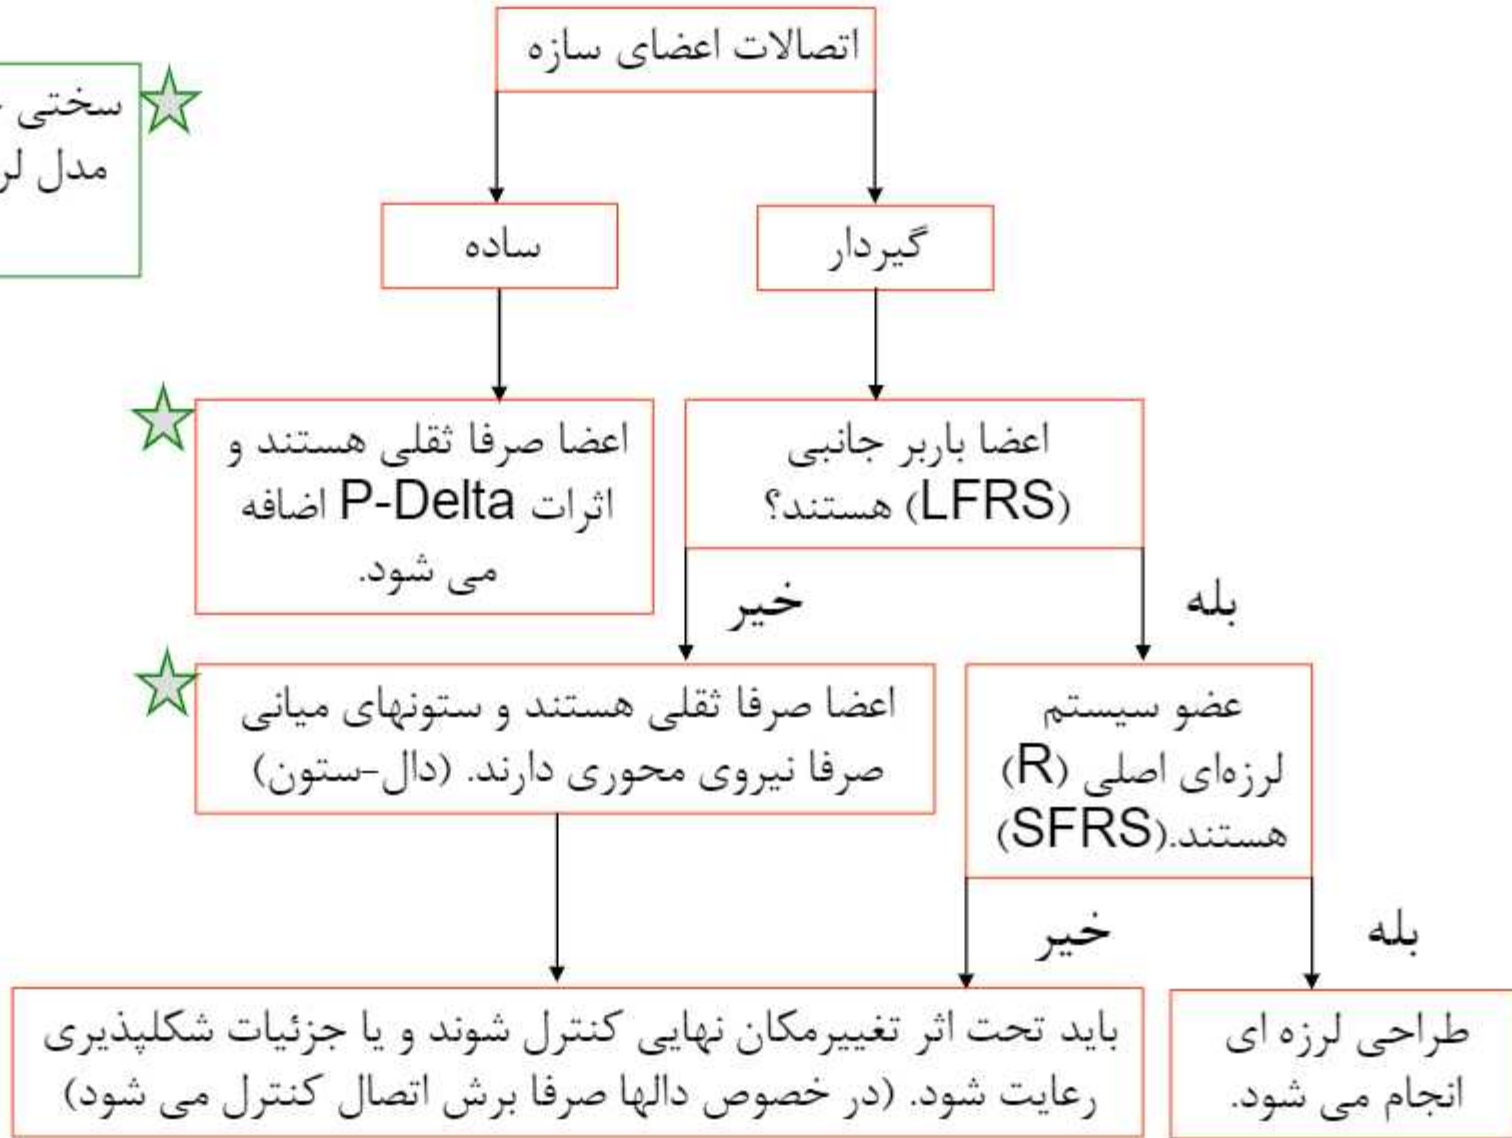 اتصالات اعضای سازه
سختی
مدل
ساده
گیردار
اعضا صرفا ثقلی هستند و
اثرات P-Delta اضافه
می شود.
اعضا باربر جانبی
(LFRS) هستند؟
خیر
بله
اعضا صرفا ثقلی هستند و ستونهای میانی
صرفا نیروی محوری دارند. (دال-ستون)
عضو سیستم
لرزه‌ای اصلی (R)
هستند.(SFRS)
خیر
بله
باید تحت اثر تغییرمکان نهایی کنترل شوند و یا جزئیات شکلپذیری
رعایت شود. (در خصوص دالها صرفا برش اتصال کنترل می شود)
طراحی لرزه ای
انجام می شود.